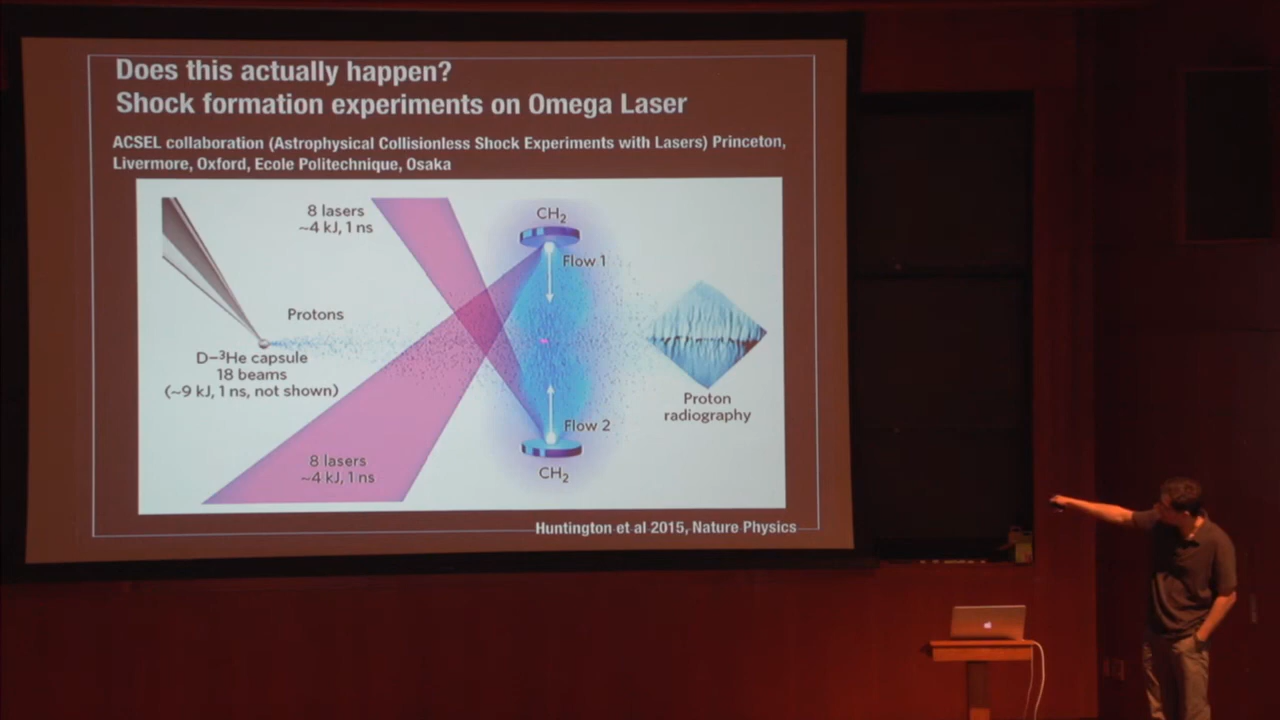 Does this actually happen?
Shock formation experiments on Omega Laser
ACSEL collaboration (Astrophysical Collisionless Shock Experiments with Lasers) Princeton,
Livermore, Oxford, Ecole Politechnique, Osaka
8 lasers
~4 kJ, 1 ns
CH₂
Flow 1
Protons
D–³He capsule
18 beams
(~9 kJ, 1 ns, not shown)
Proton
radiography
Flow 2
8 lasers
~4 kJ, 1 ns
CH₂
Huntington et al 2015, Nature Physics